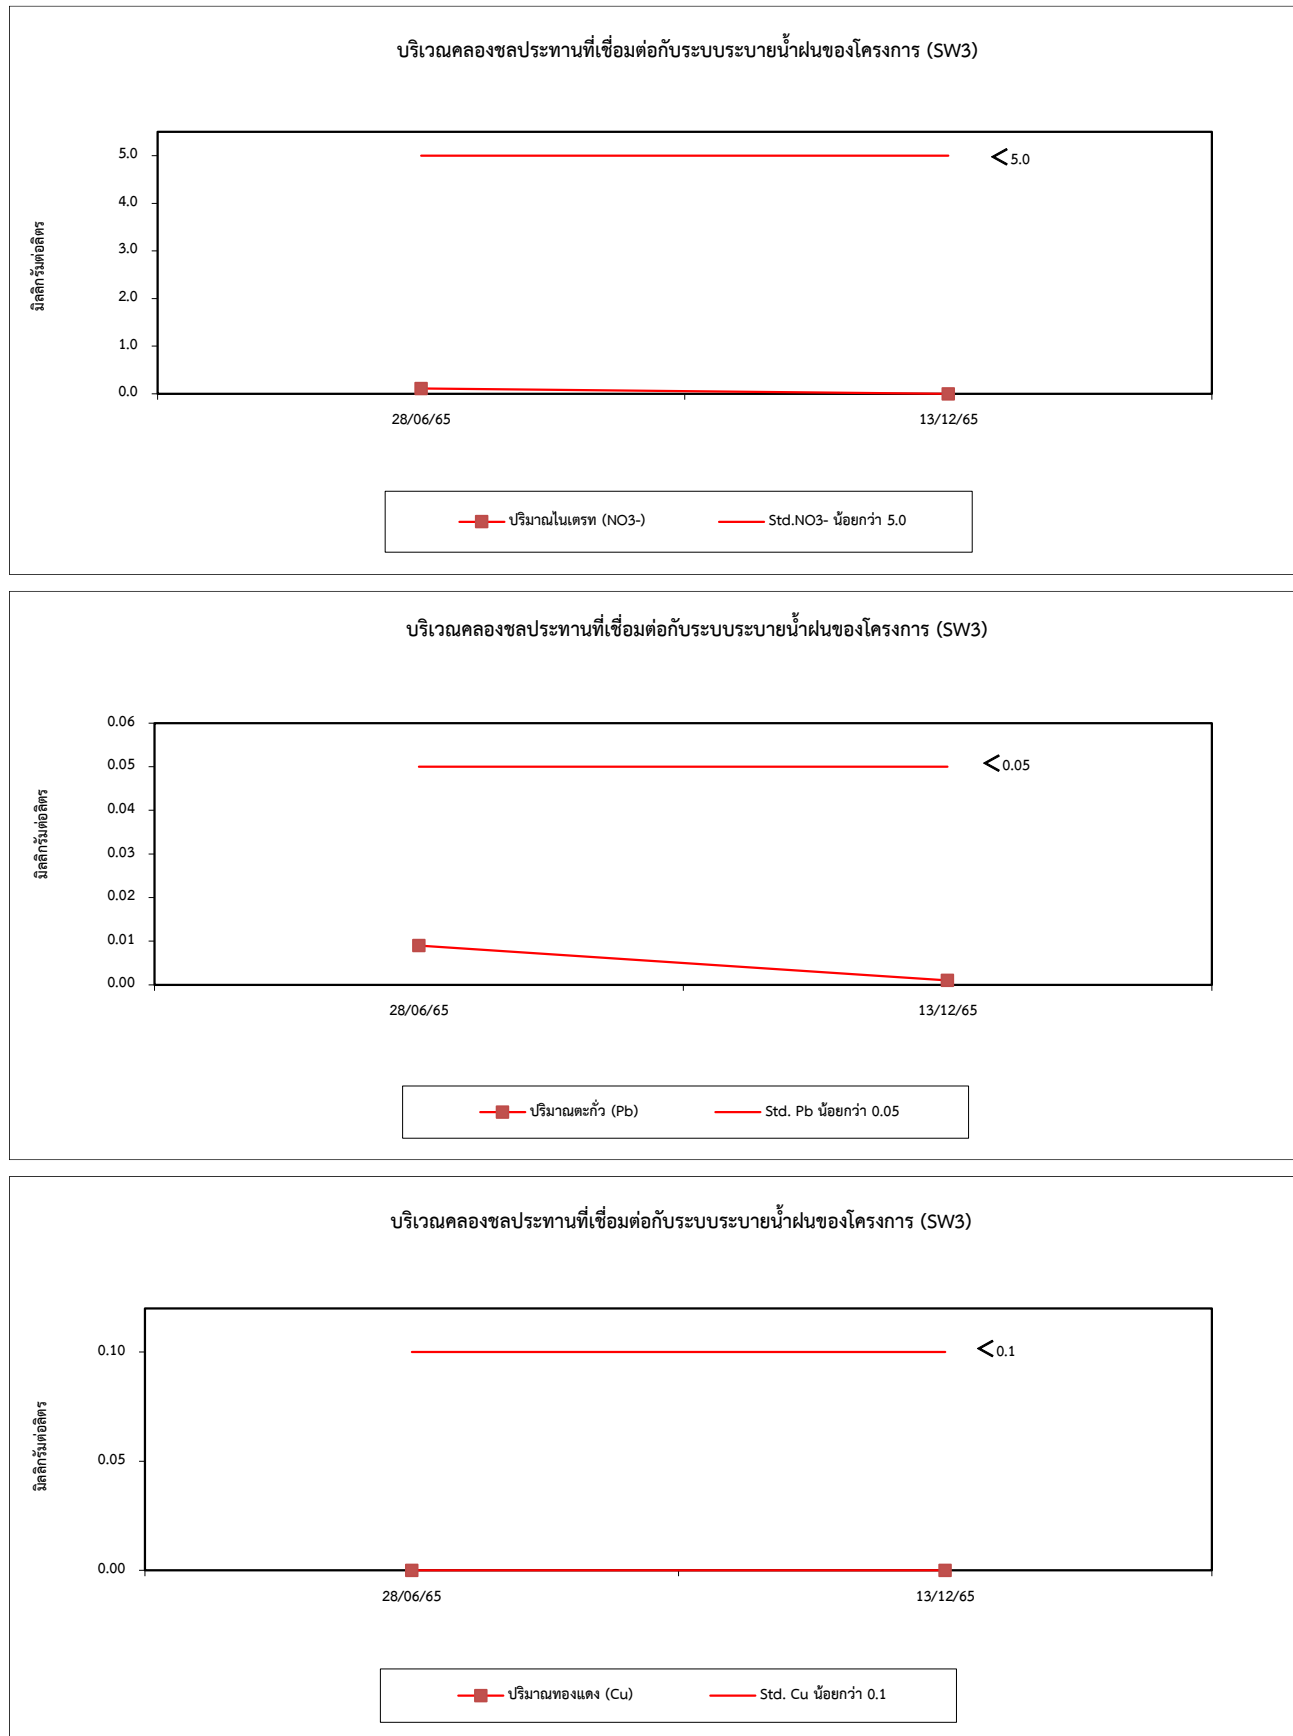 บริเวณคลองชลประทานที่เชื่อมต่อกับระบบระบายน้ำฝนของโครงการ (SW3)
มิลลิกรัมต่อลิตร
5.0
4.0
3.0
2.0
1.0
0.0
<5.0
28/06/65 13/12/65
ปริมาณไนเตรท (NO3-) Std.NO3- น้อยกว่า 5.0
บริเวณคลองชลประทานที่เชื่อมต่อกับระบบระบายน้ำฝนของโครงการ (SW3)
มิลลิกรัมต่อลิตร
0.06
0.05
0.04
0.03
0.02
0.01
0.00
<0.05
28/06/65 13/12/65
ปริมาณตะกั่ว (Pb) Std. Pb น้อยกว่า 0.05
บริเวณคลองชลประทานที่เชื่อมต่อกับระบบระบายน้ำฝนของโครงการ (SW3)
มิลลิกรัมต่อลิตร
0.10
0.05
0.00
<0.1
28/06/65 13/12/65
ปริมาณทองแดง (Cu) Std. Cu น้อยกว่า 0.1